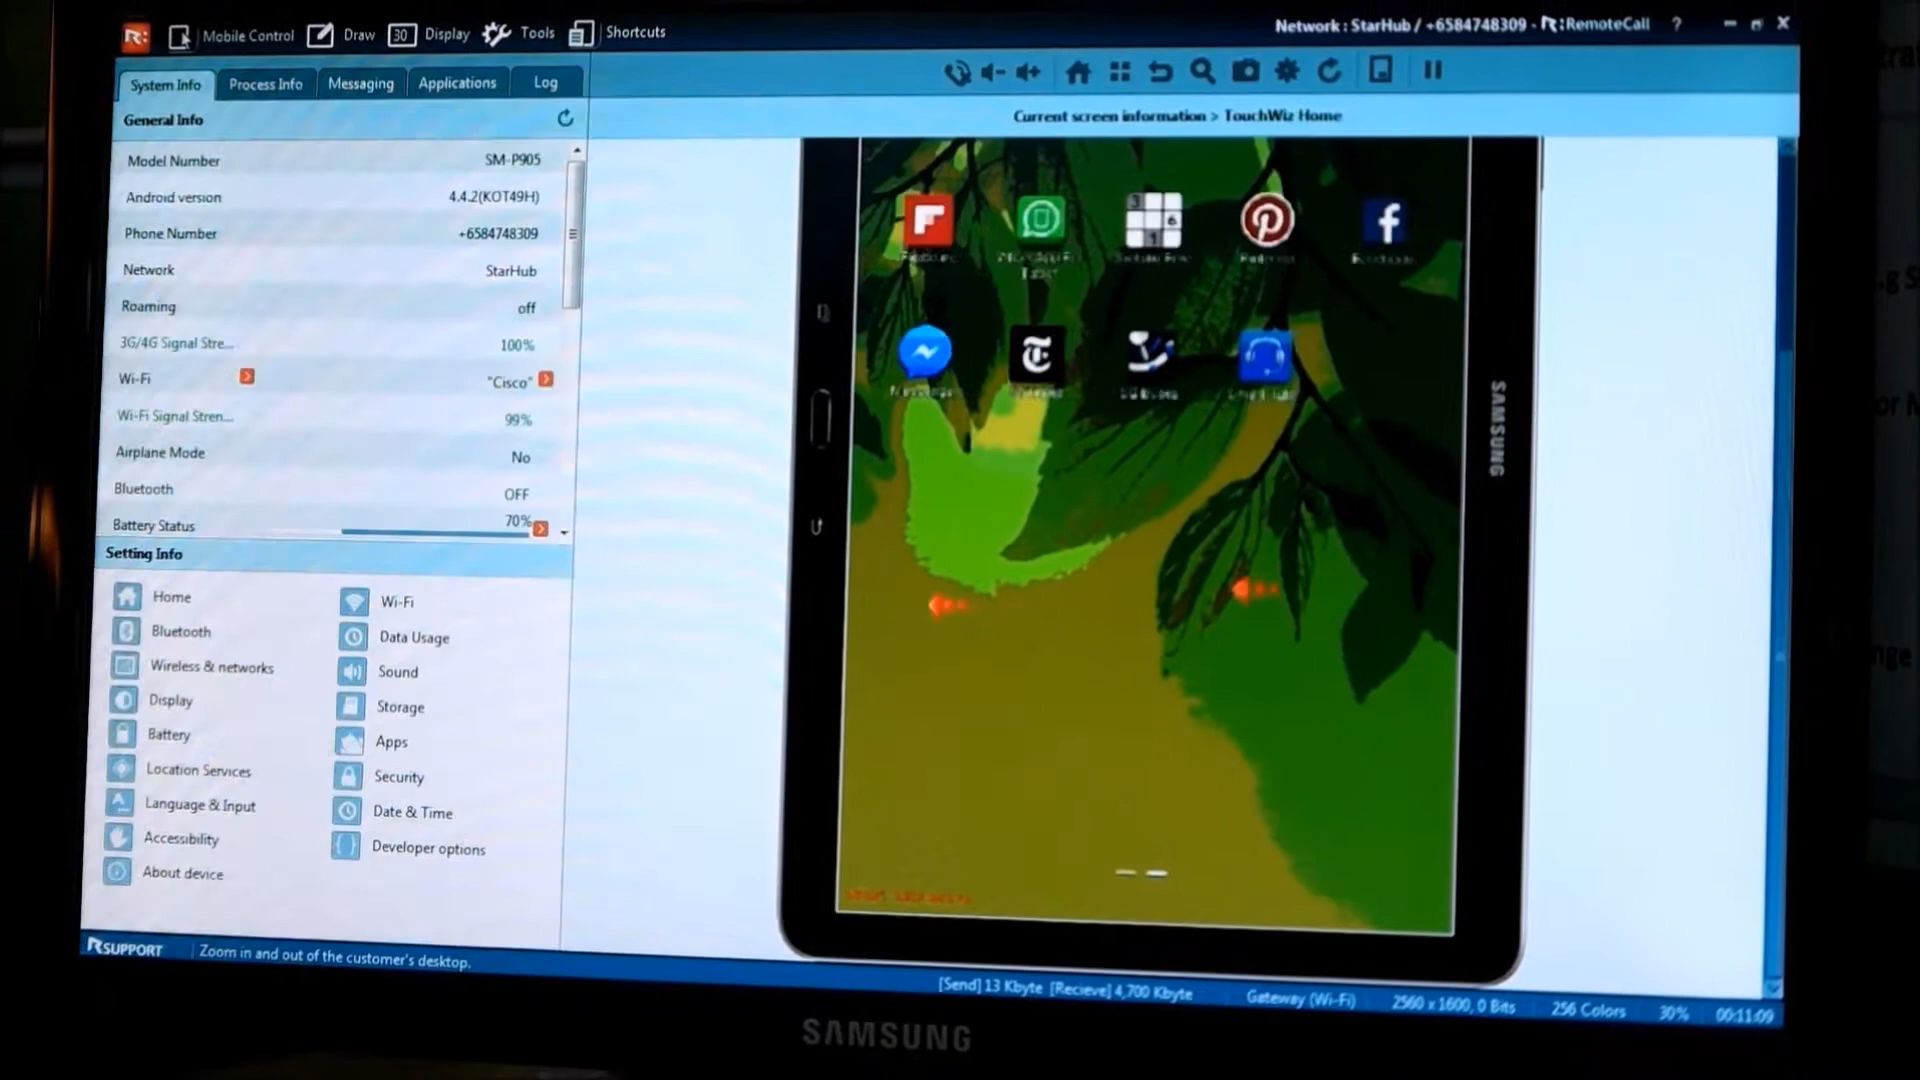 R: Mobile Control Draw 30 Display Tools Shortcuts
Network : StarHub / +6584748309 - R:RemoteCall ?
System Info Process Info Messaging Applications Log
General Info
Current screen information > TouchWiz Home
Model Number SM-P905
Android version 4.4.2(KOT49H)
Phone Number +6584748309
Network StarHub
Roaming off
3G/4G Signal Stre... 100%
Wi-Fi "Cisco"
Wi-Fi Signal Stren... 99%
Airplane Mode No
Bluetooth OFF
Battery Status 70%
Setting Info
Home Wi-Fi
Bluetooth Data Usage
Wireless & networks Sound
Display Storage
Battery Apps
Location Services Security
Language & Input Date & Time
Accessibility Developer options
About device
SAMSUNG
RSUPPORT Zoom in and out of the customer's desktop.
[Send] 13 Kbyte [Recieve] 4,700 Kbyte Gateway (Wi-Fi) 2560 x 1600, 0 Bits 256 Colors 30% 00:11:09
SAMSUNG